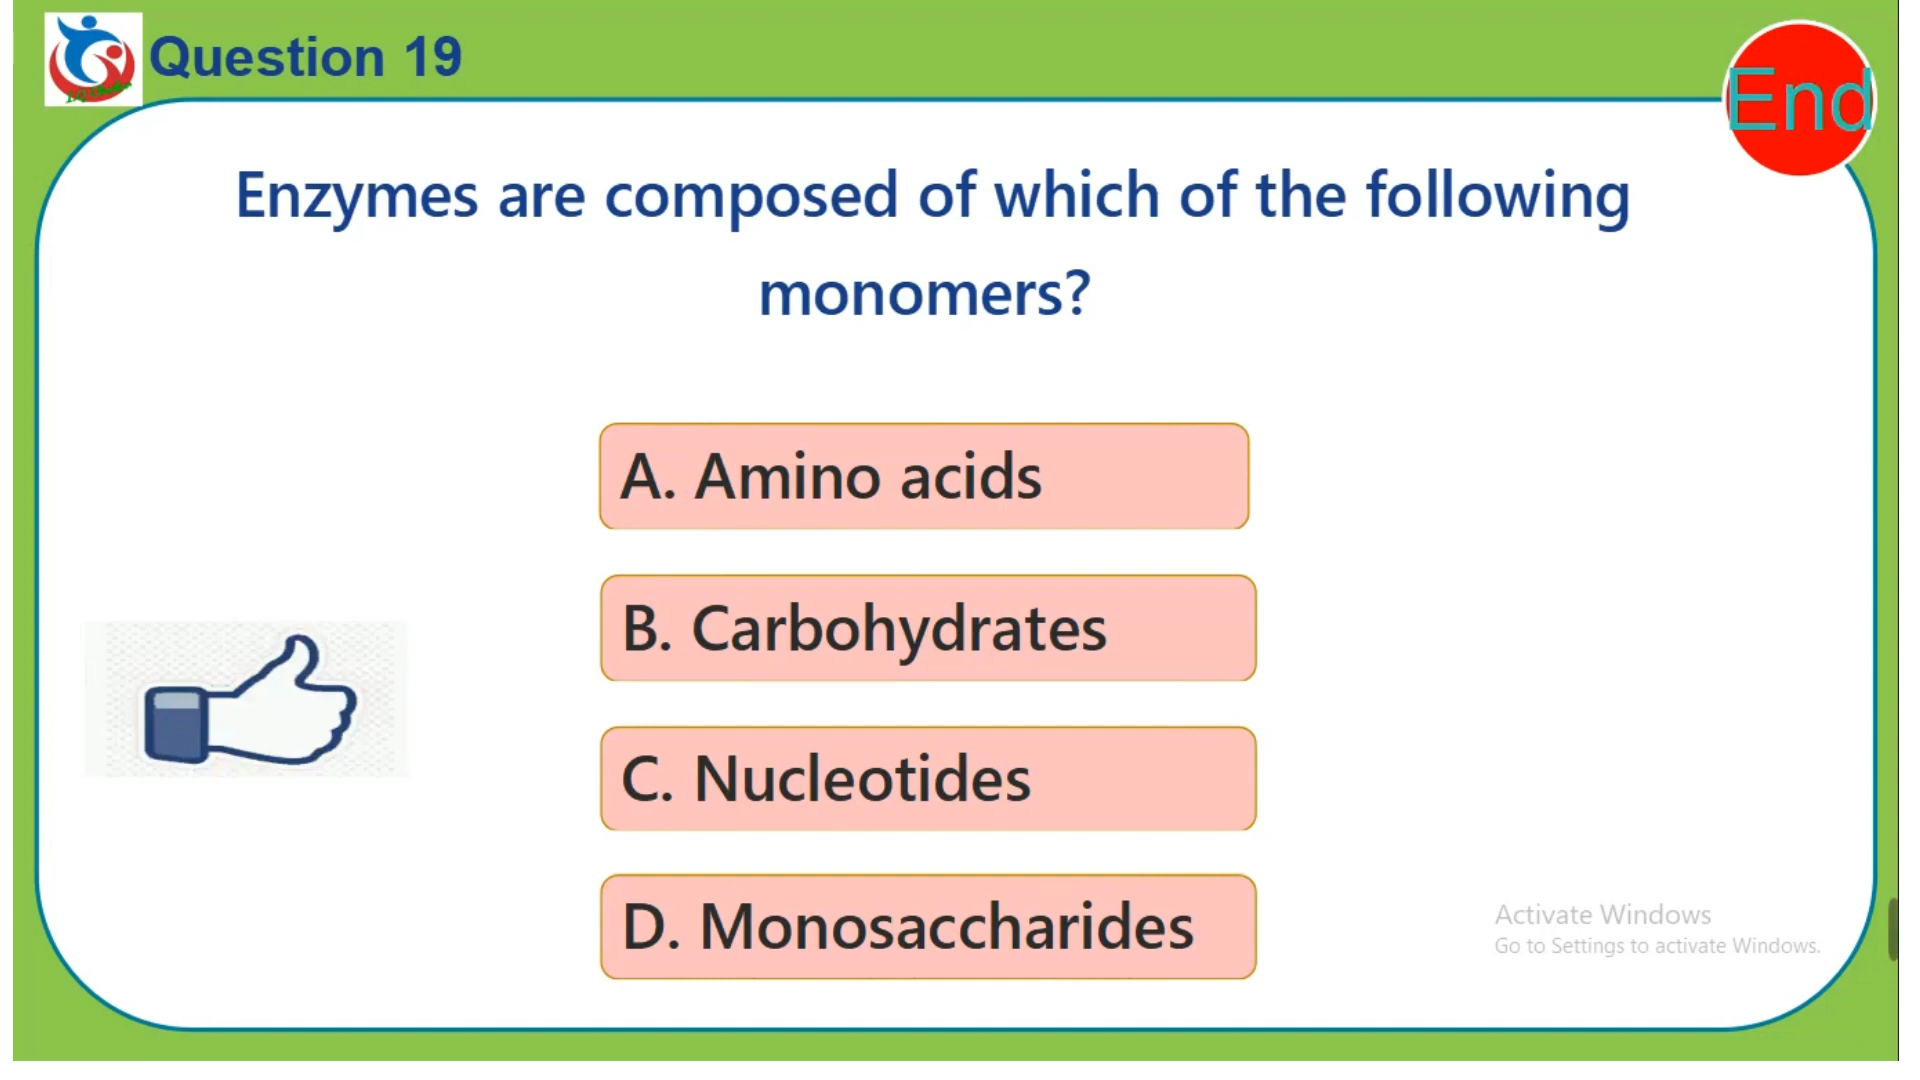 Question 19
End
Enzymes are composed of which of the following
monomers?
A. Amino acids
B. Carbohydrates
C. Nucleotides
D. Monosaccharides
Activate Windows
Go to Settings to activate Windows.